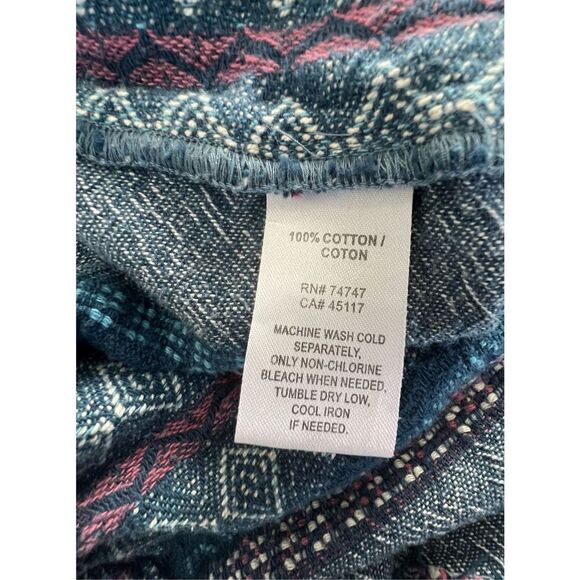 100% COTTON /
COTON
RN# 74747
CA# 45117
MACHINE WASH COLD
SEPARATELY,
ONLY NON-CHLORINE
BLEACH WHEN NEEDED,
TUMBLE DRY LOW,
COOL IRON
IF NEEDED.